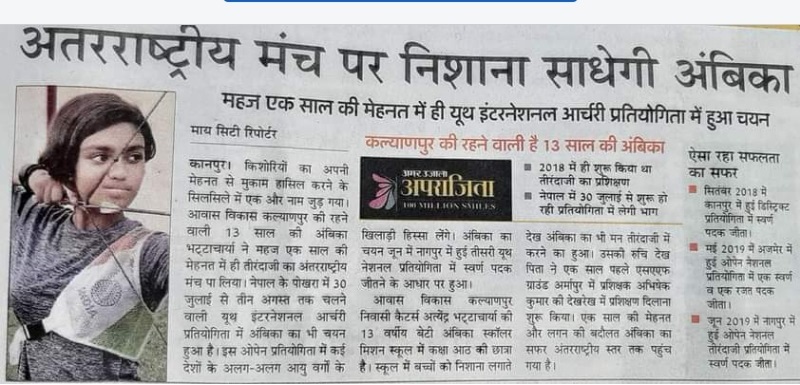 अंतरराष्ट्रीय मंच पर निशाना साधेगी अंबिका
महज एक साल की मेहनत में ही यूथ इंटरनेशनल आर्चरी प्रतियोगिता में हुआ चयन
माय सिटी रिपोर्टर
कानपुर। किशोरियों का अपनी
मेहनत से मुकाम हासिल करने के
सिलसिले में एक और नाम जुड़ गया।
आवास विकास कल्याणपुर की रहने
वाली 13 साल की अंबिका
भट्टाचार्या ने महज एक साल की
मेहनत में ही तीरंदाजी का अंतरराष्ट्रीय
मंच पा लिया। नेपाल के पोखरा में 30
जुलाई से तीन अगस्त तक चलने
वाली यूथ इंटरनेशनल आर्चरी
प्रतियोगिता में अंबिका का भी चयन
हुआ है। इस ओपेन प्रतियोगिता में कई
देशों के अलग-अलग आयु वर्गों के
कल्याणपुर की रहने वाली है 13 साल की अंबिका
अमर उजाला
अपराजिता
100 MILLION SMILES
2018 में ही शुरू किया था
तीरंदाजी का प्रशिक्षण
नेपाल में 30 जुलाई से शुरू हो
रही प्रतियोगिता में लेगी भाग
खिलाड़ी हिस्सा लेंगे। अंबिका का
चयन जून में नागपुर में हुई तीसरी यूथ
नेशनल प्रतियोगिता में स्वर्ण पदक
जीतने के आधार पर हुआ।
आवास विकास कल्याणपुर
निवासी कैटर्स अत्येंद्र भट्टाचार्या की
13 वर्षीय बेटी अंबिका स्कॉलर
मिशन स्कूल में कक्षा आठ की छात्रा
है। स्कूल में बच्चों को निशाना लगाते
देख अंबिका का भी मन तीरंदाजी में
करने का हुआ। उसकी रुचि देख
पिता ने एक साल पहले एसएएफ
ग्राउंड अर्मापुर में प्रशिक्षक अभिषेक
कुमार की देखरेख में प्रशिक्षण दिलाना
शुरू किया। एक साल की मेहनत
और लगन की बदौलत अंबिका का
सफर अंतरराष्ट्रीय स्तर तक पहुंच
गया है।
ऐसा रहा सफलता
का सफर
सितंबर 2018 में
कानपुर में हुई डिस्ट्रिक्ट
प्रतियोगिता में स्वर्ण
पदक जीता।
मई 2019 में अजमेर में
हुई ओपेन नेशनल
प्रतियोगिता में एक स्वर्ण
व एक रजत पदक
जीता।
जून 2019 में नागपुर में
हुई ओपेन नेशनल
तीरंदाजी प्रतियोगिता में
स्वर्ण पदक जीता।
INDIA